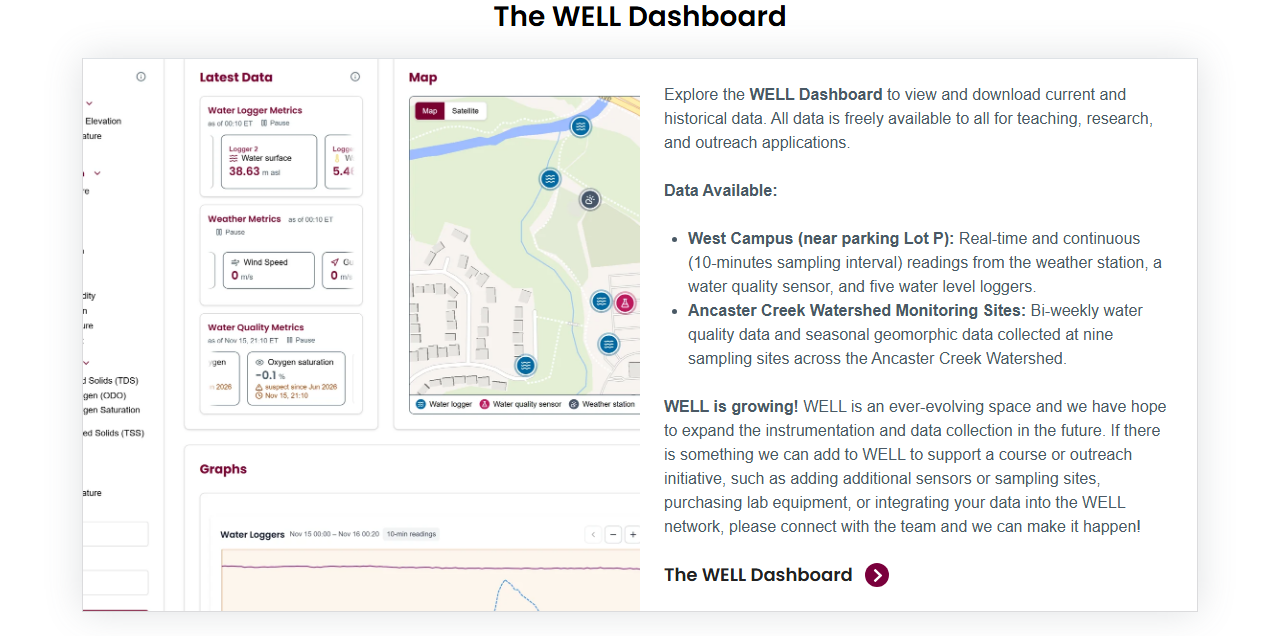 The WELL Dashboard
Elevation
Solids (TDS)
gen (ODO)
gen Saturation
ed Solids (TSS)
Latest Data
Water Logger Metrics
as of 00:10 ET Pause
Logger 2
Water surface
38.63 m asl
Weather Metrics as of 00:10 ET
Pause
Wind Speed
0 m/s
Water Quality Metrics
as of Nov 15, 21:10 ET Pause
gen
2026
Oxygen saturation
-0.1 %
suspect since Jun 2026
Nov 15, 21:10
Map
Map Satellite
Water logger Water quality sensor Weather station
Graphs
Water Loggers Nov 15 00:00 – Nov 16 00:20 10-min readings
Explore the WELL Dashboard to view and download current and
historical data. All data is freely available to all for teaching, research,
and outreach applications.
Data Available:
• West Campus (near parking Lot P): Real-time and continuous
(10-minutes sampling interval) readings from the weather station, a
water quality sensor, and five water level loggers.
• Ancaster Creek Watershed Monitoring Sites: Bi-weekly water
quality data and seasonal geomorphic data collected at nine
sampling sites across the Ancaster Creek Watershed.
WELL is growing! WELL is an ever-evolving space and we have hope
to expand the instrumentation and data collection in the future. If there
is something we can add to WELL to support a course or outreach
initiative, such as adding additional sensors or sampling sites,
purchasing lab equipment, or integrating your data into the WELL
network, please connect with the team and we can make it happen!
The WELL Dashboard